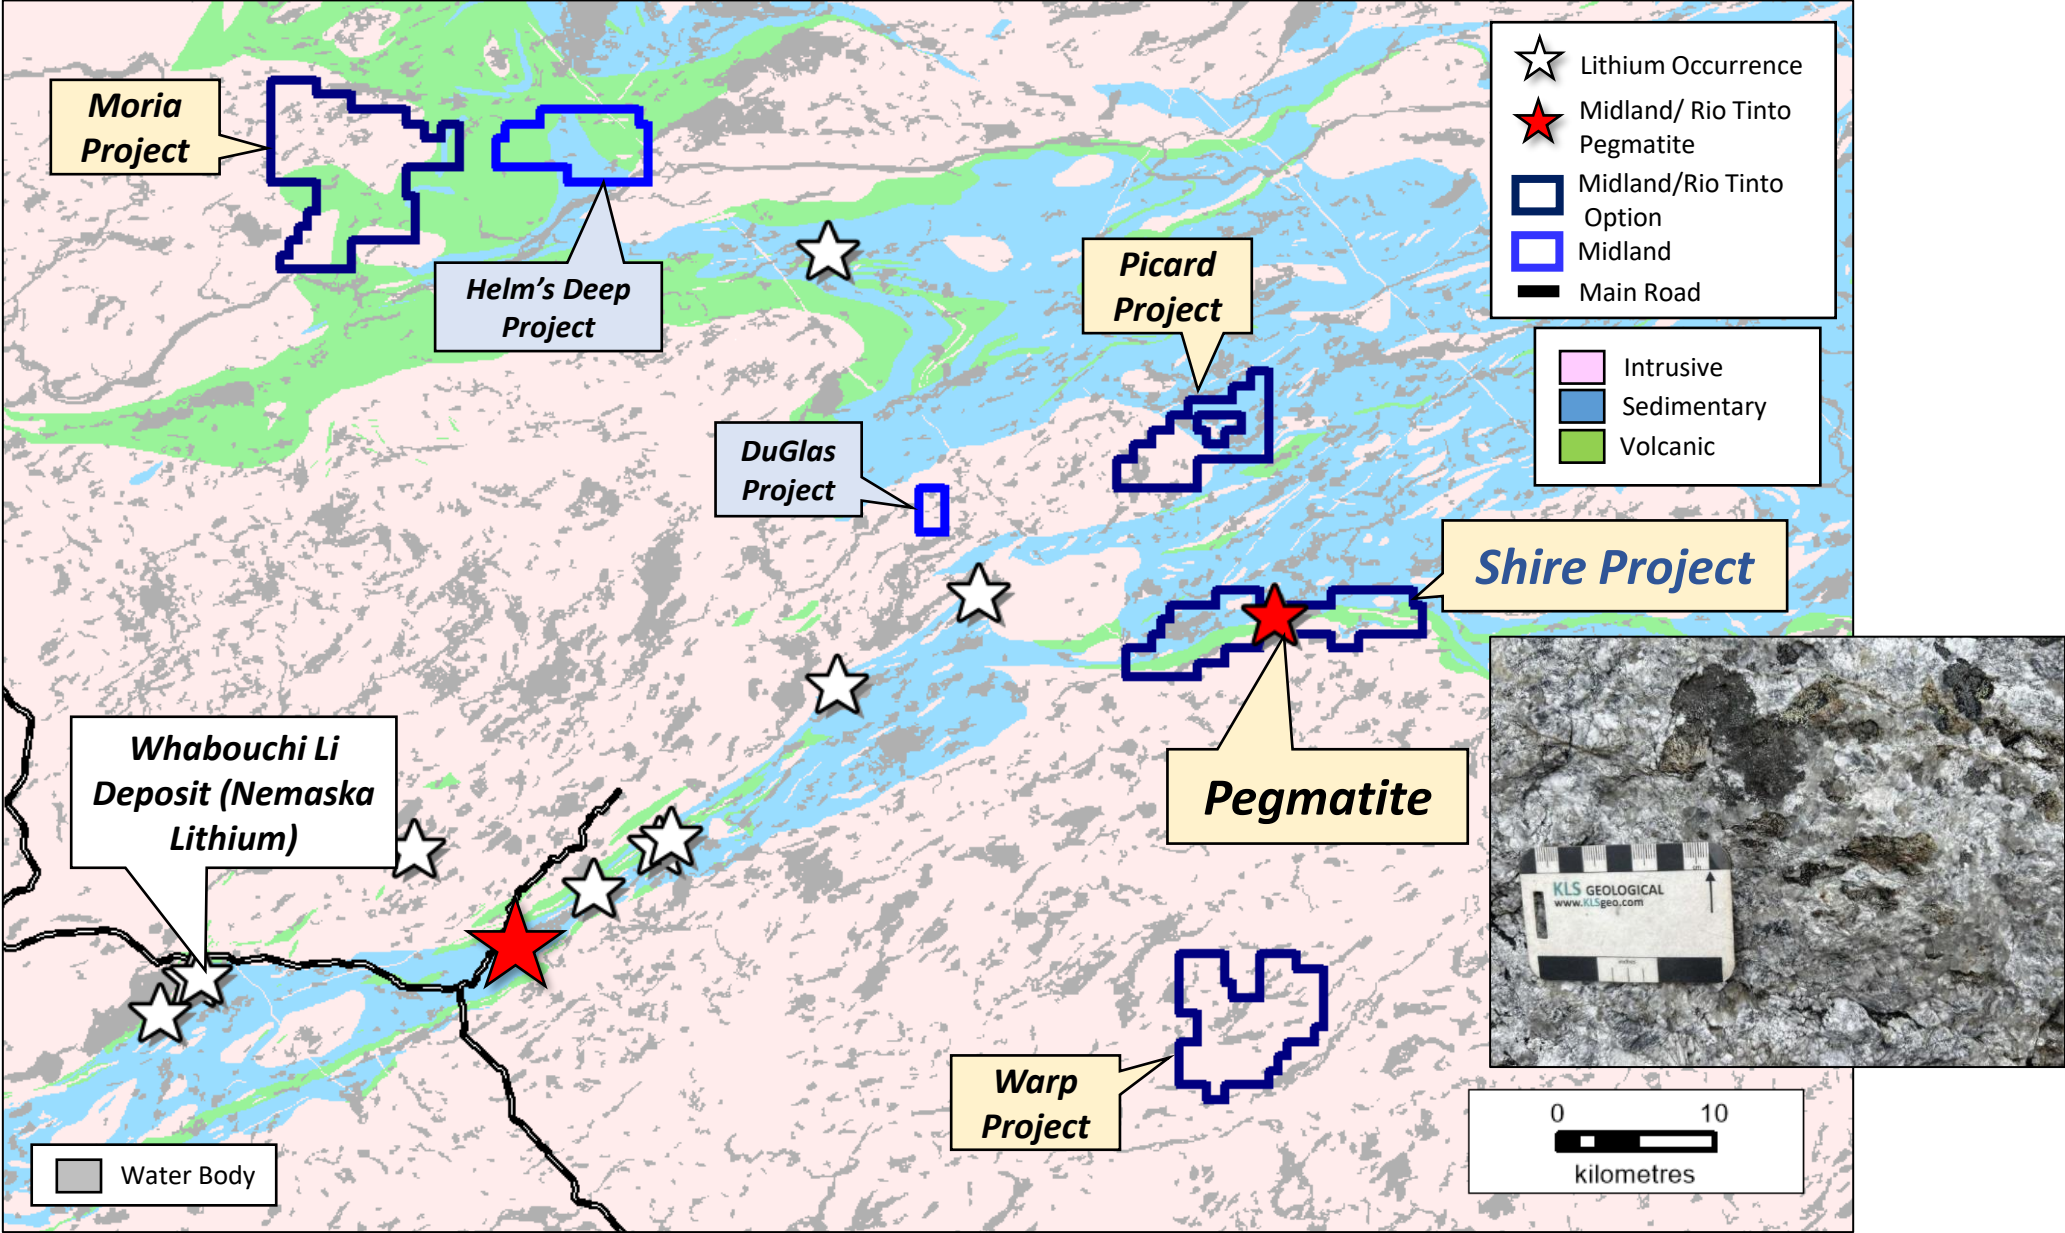 Moria
Project
Helm's Deep
Project
Picard
Project
DuGlas
Project
Shire Project
Pegmatite
Whabouchi Li
Deposit (Nemaska
Lithium)
Warp
Project
Lithium Occurrence
Midland/ Rio Tinto
Pegmatite
Midland/Rio Tinto
Option
Midland
Main Road
Intrusive
Sedimentary
Volcanic
KLS GEOLOGICAL
www.KLSgeo.com
cm
inches
Water Body
0 10
kilometres